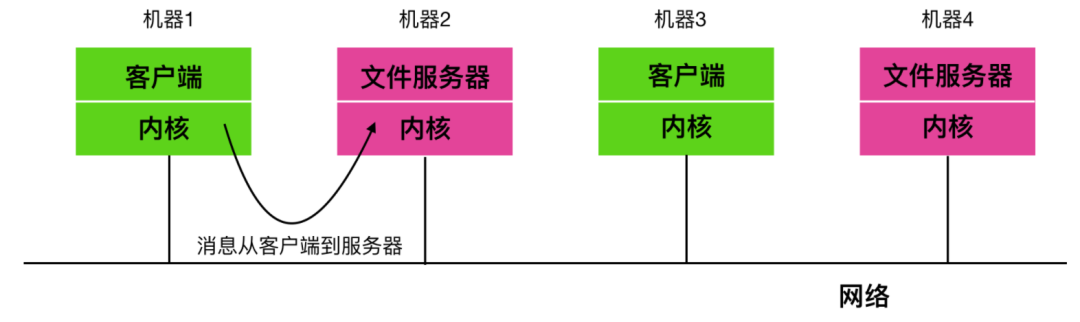 机器1 机器2 机器3 机器4
客户端 文件服务器 客户端 文件服务器
内核 内核 内核 内核
消息从客户端到服务器
网络